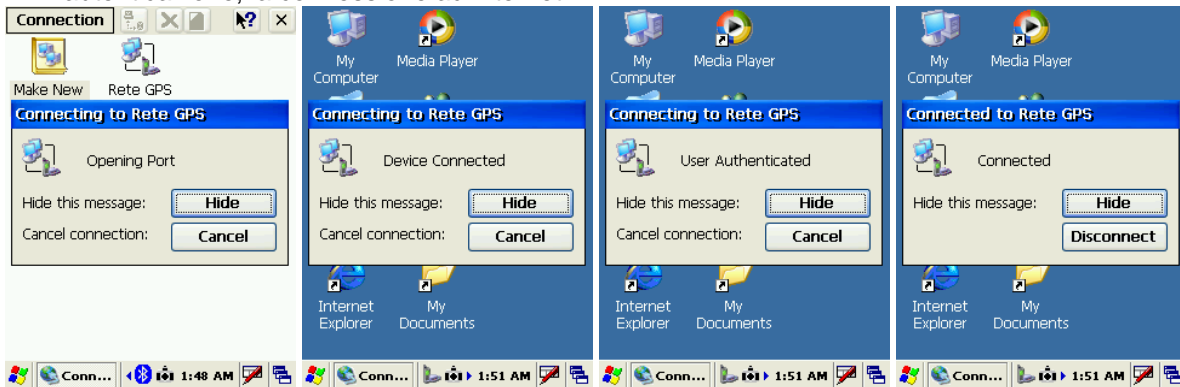 Connection
Make New Rete GPS
Connecting to Rete GPS
Opening Port
Hide this message: Hide
Cancel connection: Cancel
Conn... 1:48 AM
My Computer
Media Player
Connecting to Rete GPS
Device Connected
Hide this message: Hide
Cancel connection: Cancel
Internet Explorer
My Documents
Conn... 1:51 AM
My Computer
Media Player
Connecting to Rete GPS
User Authenticated
Hide this message: Hide
Cancel connection: Cancel
Internet Explorer
My Documents
Conn... 1:51 AM
My Computer
Media Player
Connected to Rete GPS
Connected
Hide this message: Hide
Disconnect
Internet Explorer
My Documents
Conn... 1:51 AM